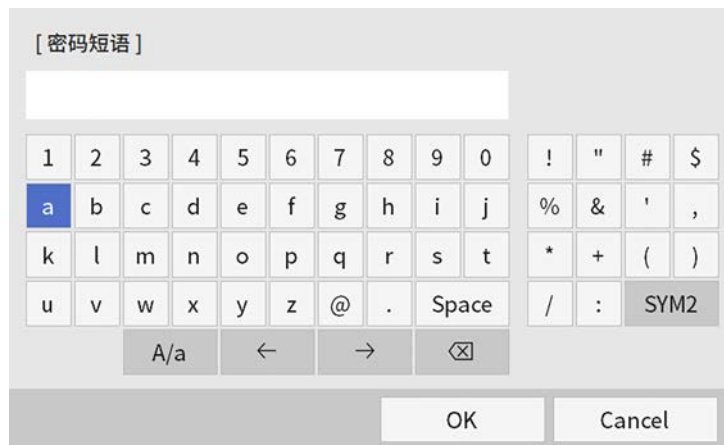 [ 密码短语 ]
1 2 3 4 5 6 7 8 9 0 ! " # $
a b c d e f g h i j % & ' ,
k l m n o p q r s t * + ( )
u v w x y z @ . Space / : SYM2
A/a ← → ⌫
OK Cancel